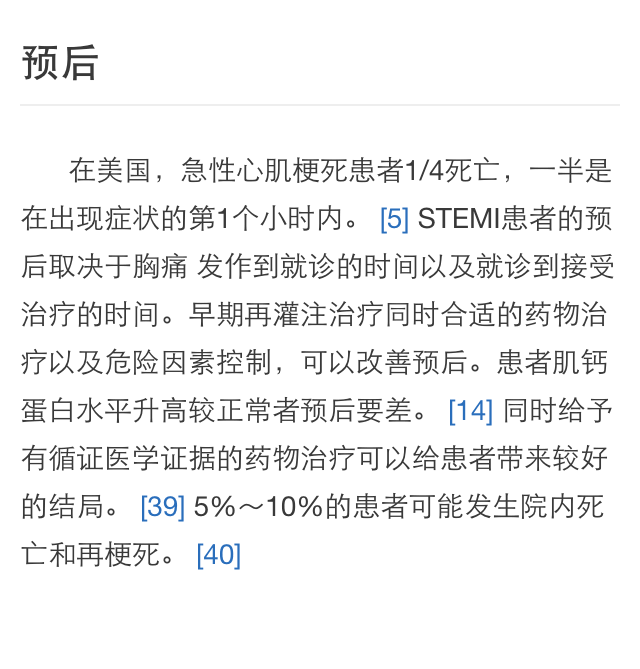 预后
在美国，急性心肌梗死患者1/4死亡，一半是
在出现症状的第1个小时内。 [5] STEMI患者的预
后取决于胸痛 发作到就诊的时间以及就诊到接受
治疗的时间。早期再灌注治疗同时合适的药物治
疗以及危险因素控制，可以改善预后。患者肌钙
蛋白水平升高较正常者预后要差。 [14] 同时给予
有循证医学证据的药物治疗可以给患者带来较好
的结局。 [39] 5%～10%的患者可能发生院内死
亡和再梗死。 [40]